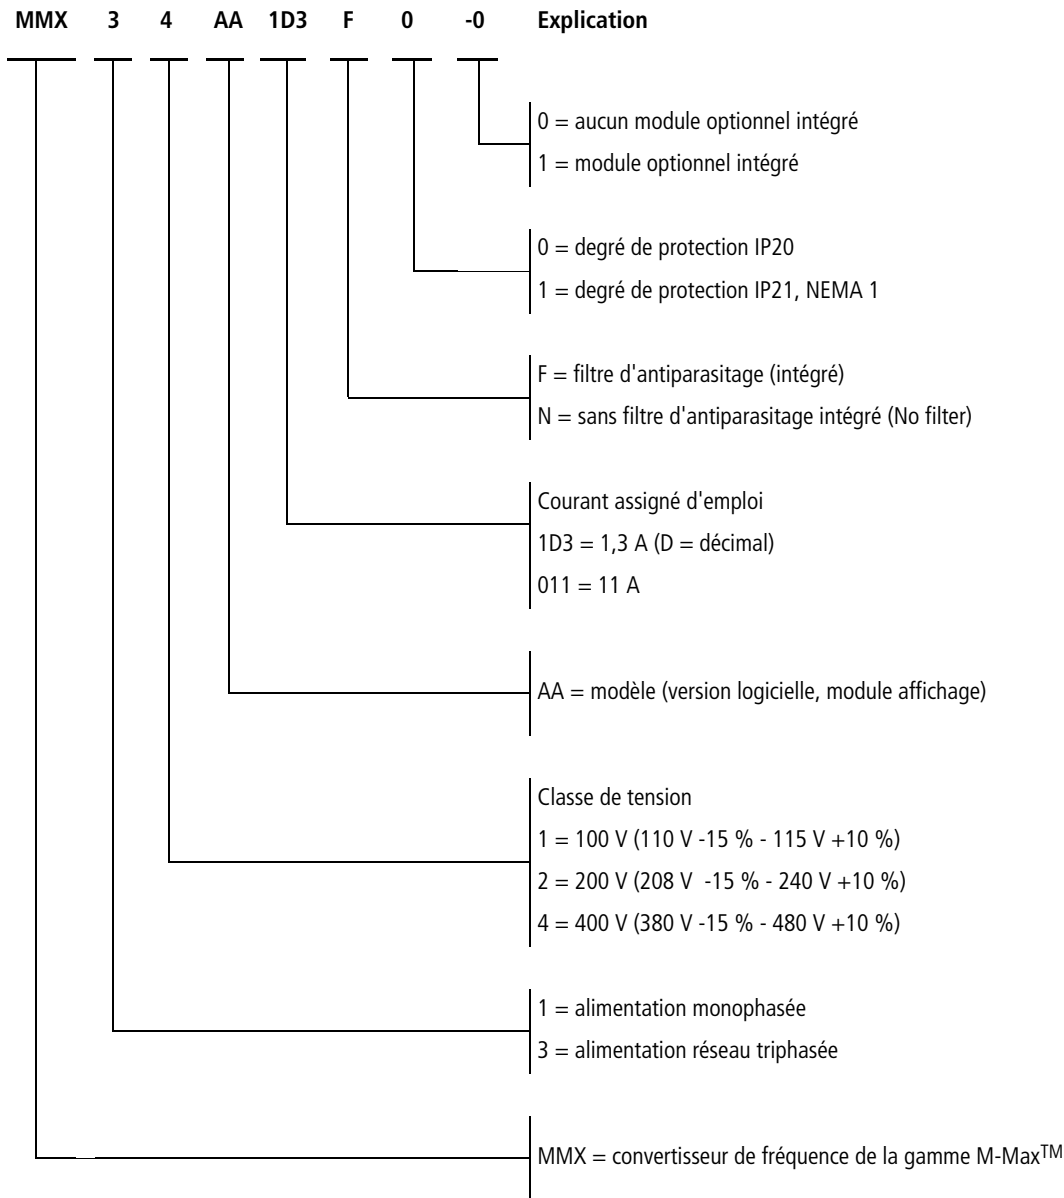 MMX 3 4 AA 1D3 F 0 -0 Explication
0 = aucun module optionnel intégré
1 = module optionnel intégré
0 = degré de protection IP20
1 = degré de protection IP21, NEMA 1
F = filtre d'antiparasitage (intégré)
N = sans filtre d'antiparasitage intégré (No filter)
Courant assigné d'emploi
1D3 = 1,3 A (D = décimal)
011 = 11 A
AA = modèle (version logicielle, module affichage)
Classe de tension
1 = 100 V (110 V -15 % - 115 V +10 %)
2 = 200 V (208 V -15 % - 240 V +10 %)
4 = 400 V (380 V -15 % - 480 V +10 %)
1 = alimentation monophasée
3 = alimentation réseau triphasée
MMX = convertisseur de fréquence de la gamme M-Max™